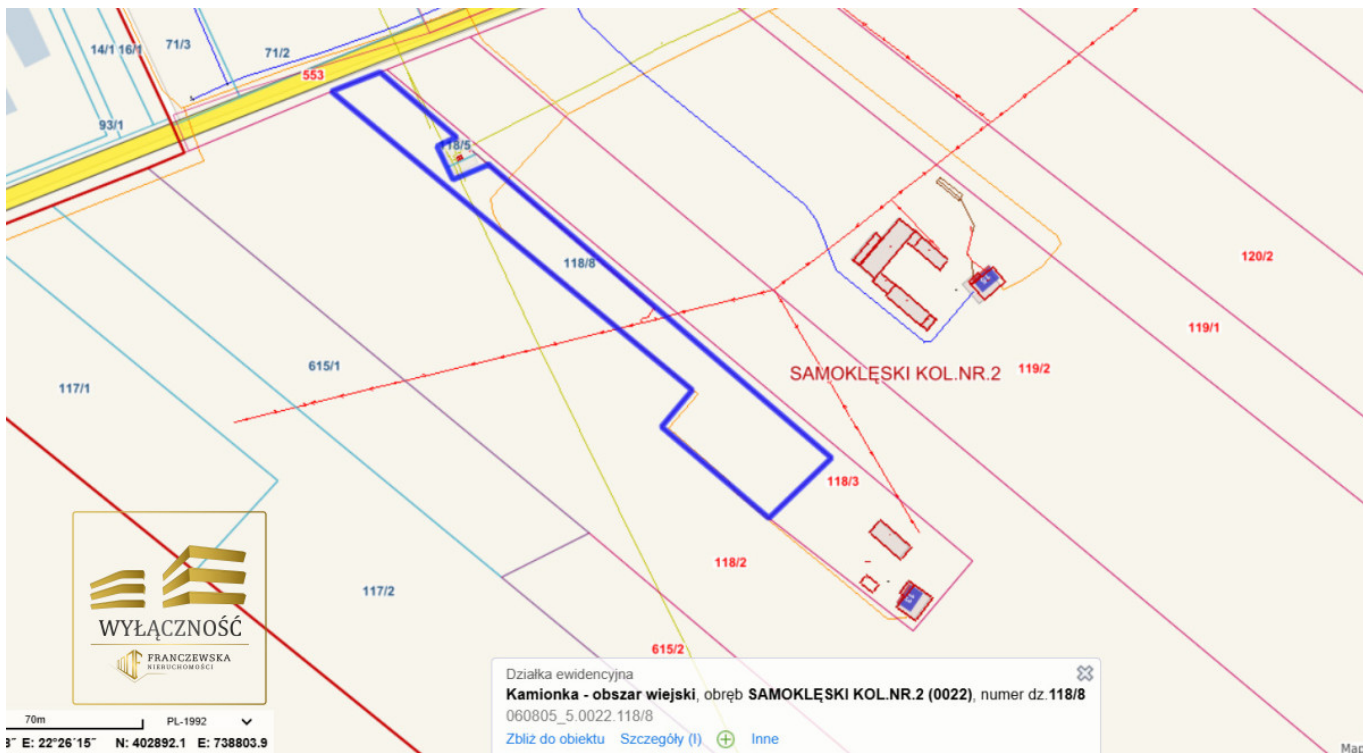 14/1 16/1
71/3
71/2
553
93/1
118/5
118/8
120/2
119/1
615/1
SAMOKLĘSKI KOL.NR.2
119/2
117/1
118/3
118/2
117/2
615/2
WYŁĄCZNOŚĆ
FRANCZEWSKA
NIERUCHOMOŚCI
Działka ewidencyjna
Kamionka - obszar wiejski, obręb SAMOKLĘSKI KOL.NR.2 (0022), numer dz.118/8
060805_5.0022.118/8
Zbliż do obiektu Szczegóły (I) Inne
70m PL-1992
8˝ E: 22°26´15˝ N: 402892.1 E: 738803.9
Map